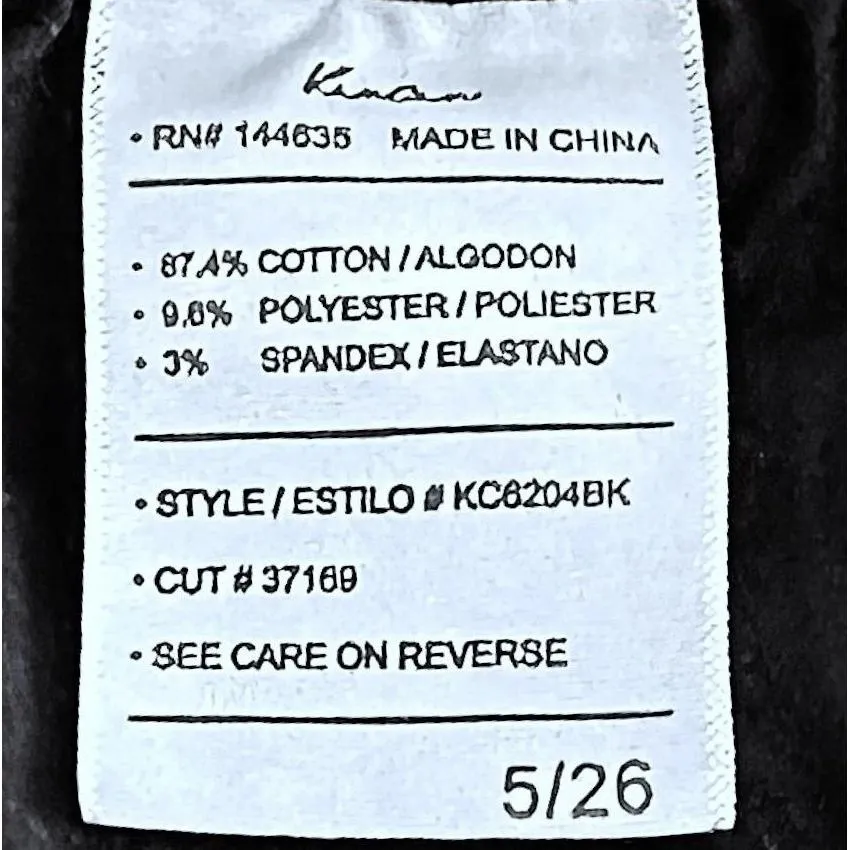 KanCan
• RN# 144635 MADE IN CHINA
• 87.4% COTTON / ALGODON
• 9.6% POLYESTER / POLIESTER
• 3% SPANDEX / ELASTANO
• STYLE / ESTILO # KC6204BK
• CUT # 37169
• SEE CARE ON REVERSE
5/26